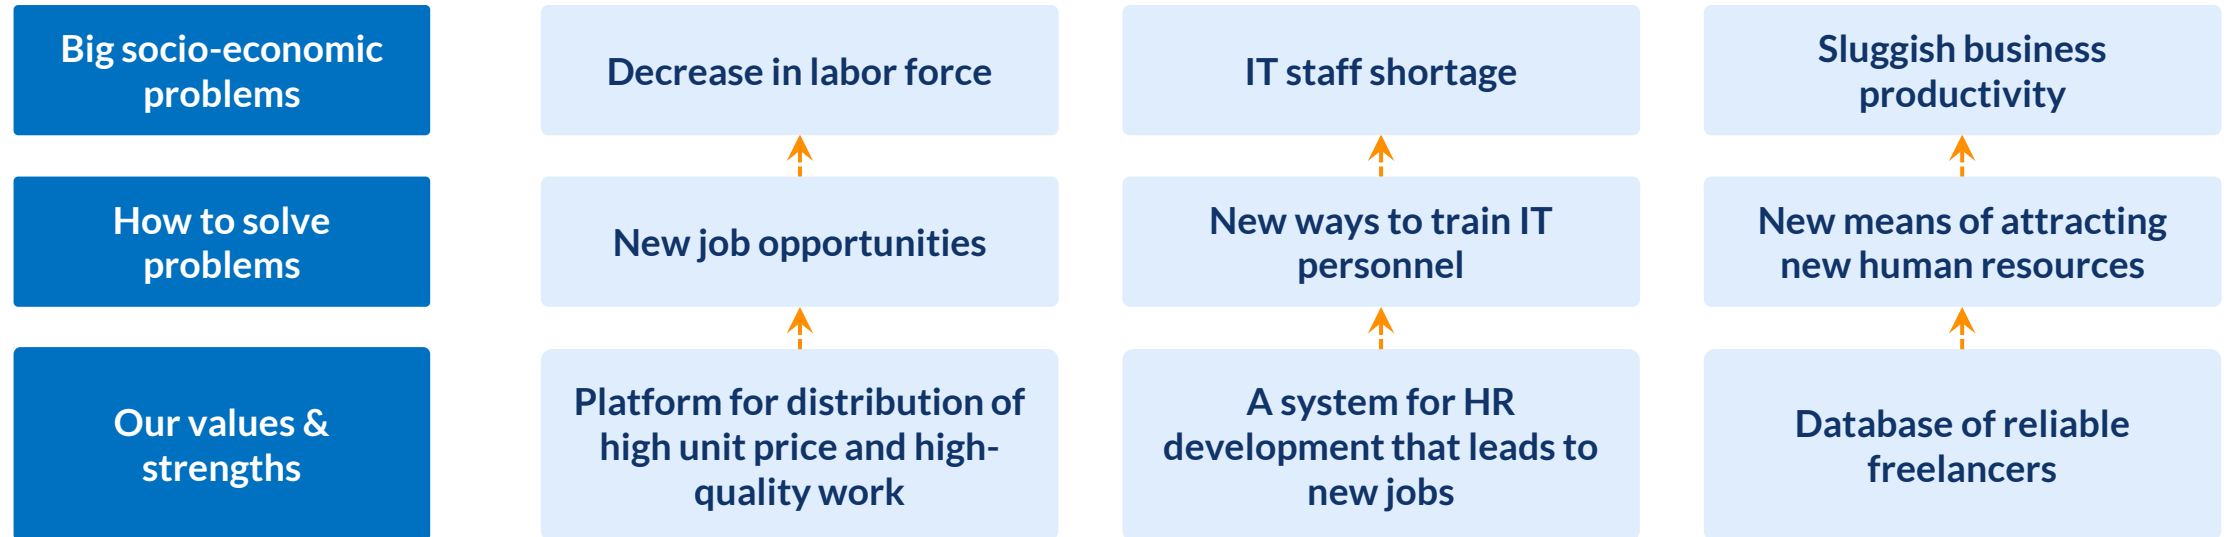 Big socio-economic
problems
Decrease in labor force
IT staff shortage
Sluggish business
productivity
How to solve
problems
New job opportunities
New ways to train IT
personnel
New means of attracting
new human resources
Our values &
strengths
Platform for distribution of
high unit price and high-
quality work
A system for HR
development that leads to
new jobs
Database of reliable
freelancers